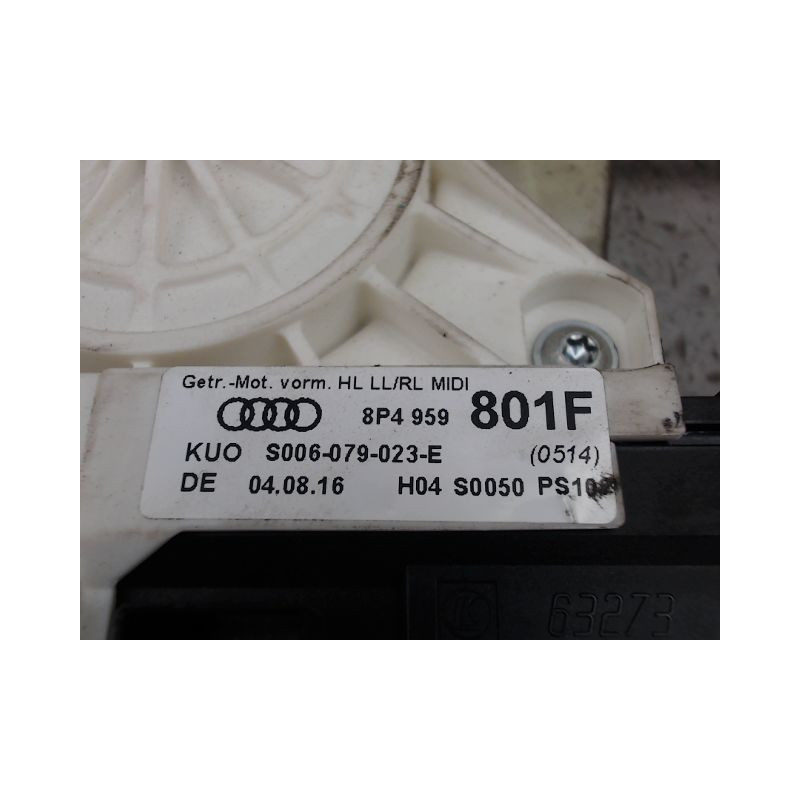 Getr.-Mot. vorm. HL LL/RL MIDI
8P4 959 801F
KUO S006-079-023-E (0514)
DE 04.08.16 H04 S0050
63273